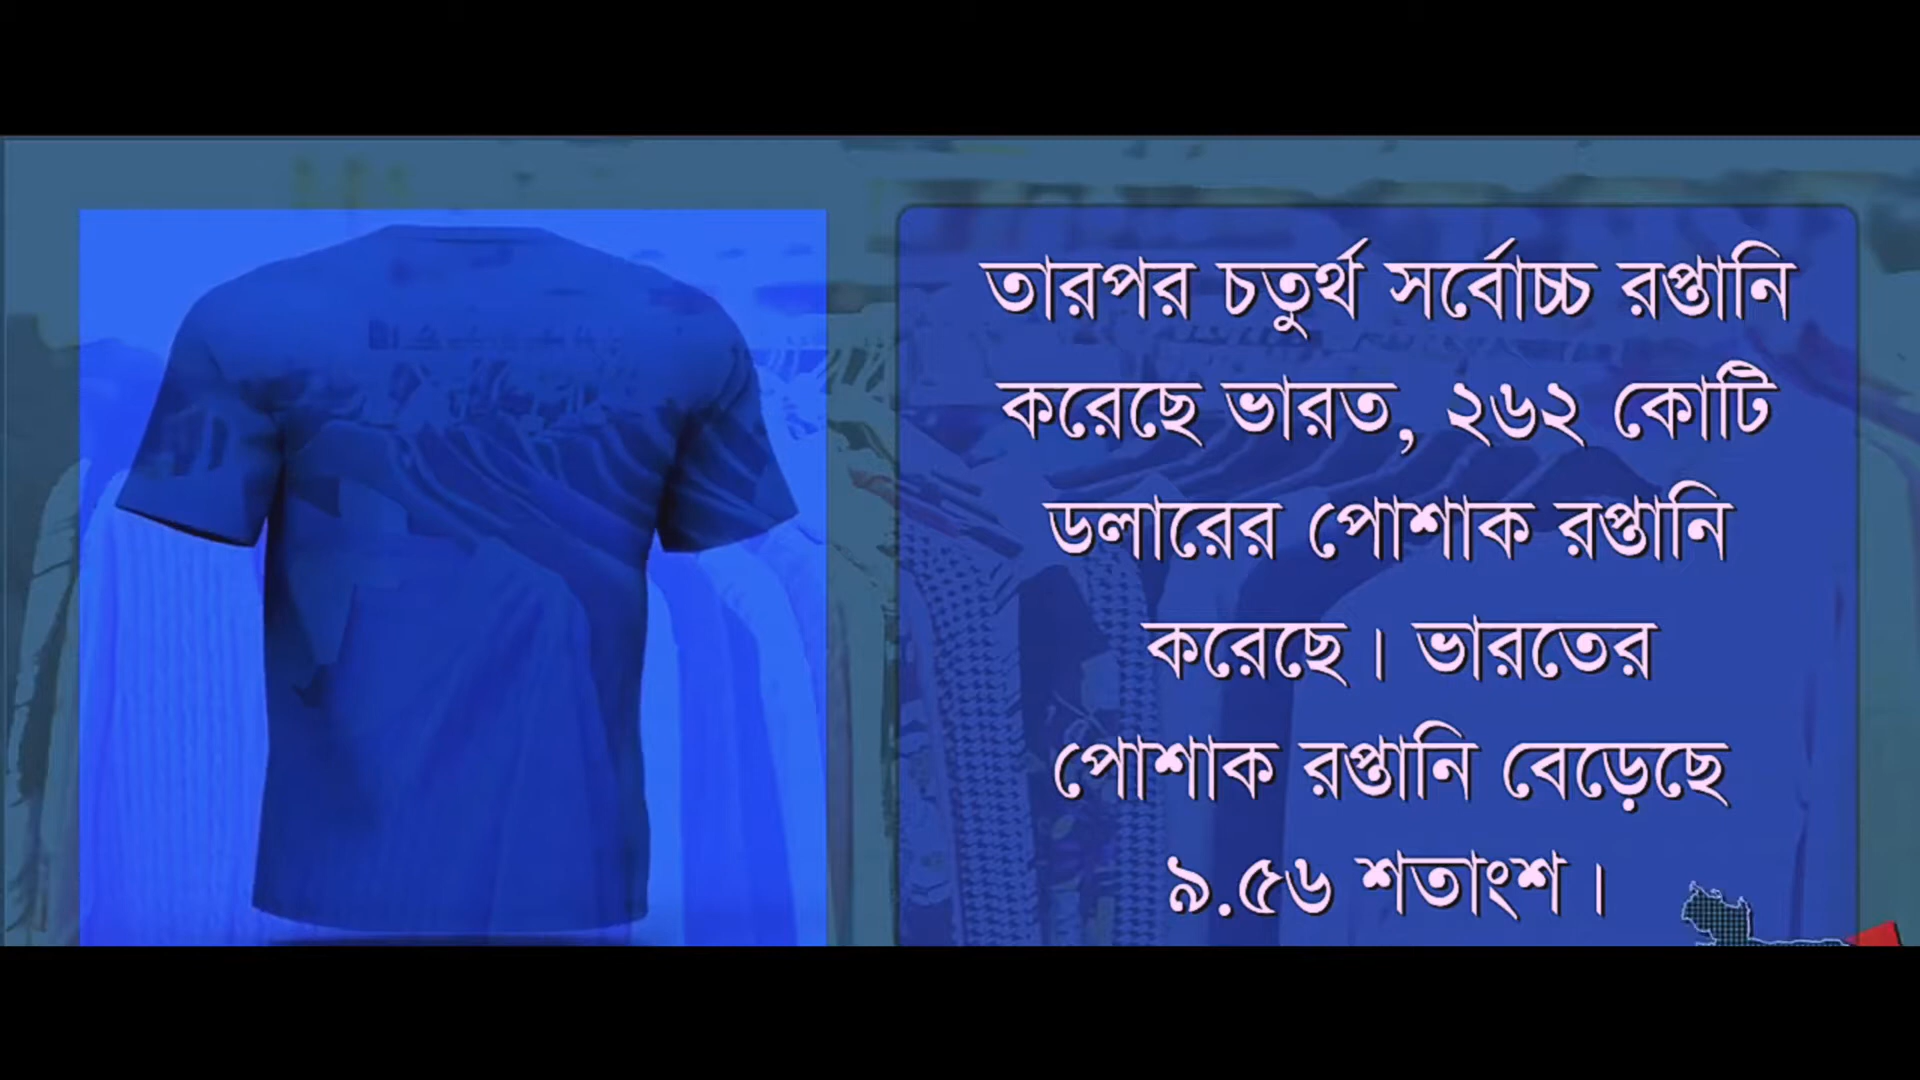 তারপর চতুর্থ সর্বোচ্চ রপ্তানি
করেছে ভারত, ২৬২ কোটি
ডলারের পোশাক রপ্তানি
করেছে। ভারতের
পোশাক রপ্তানি বেড়েছে
৯.৫৬ শতাংশ।